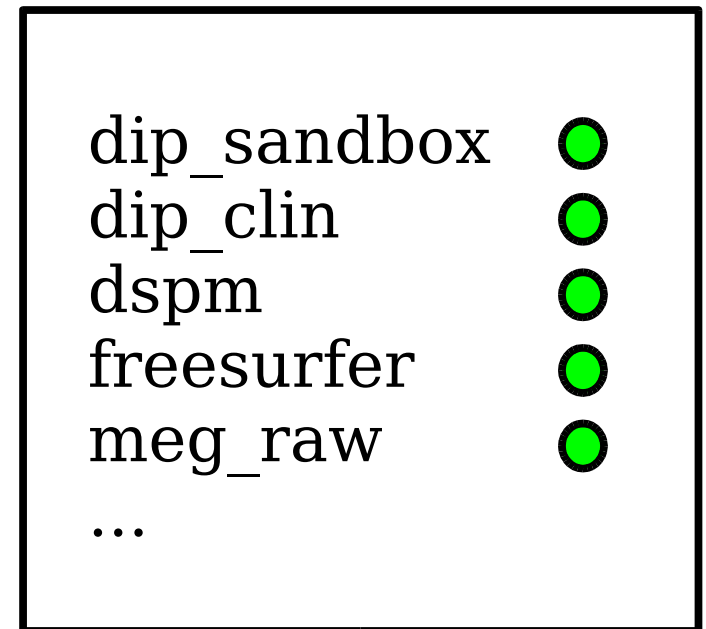 dip_sandbox
dip_clin
dspm
freesurfer
meg_raw
...